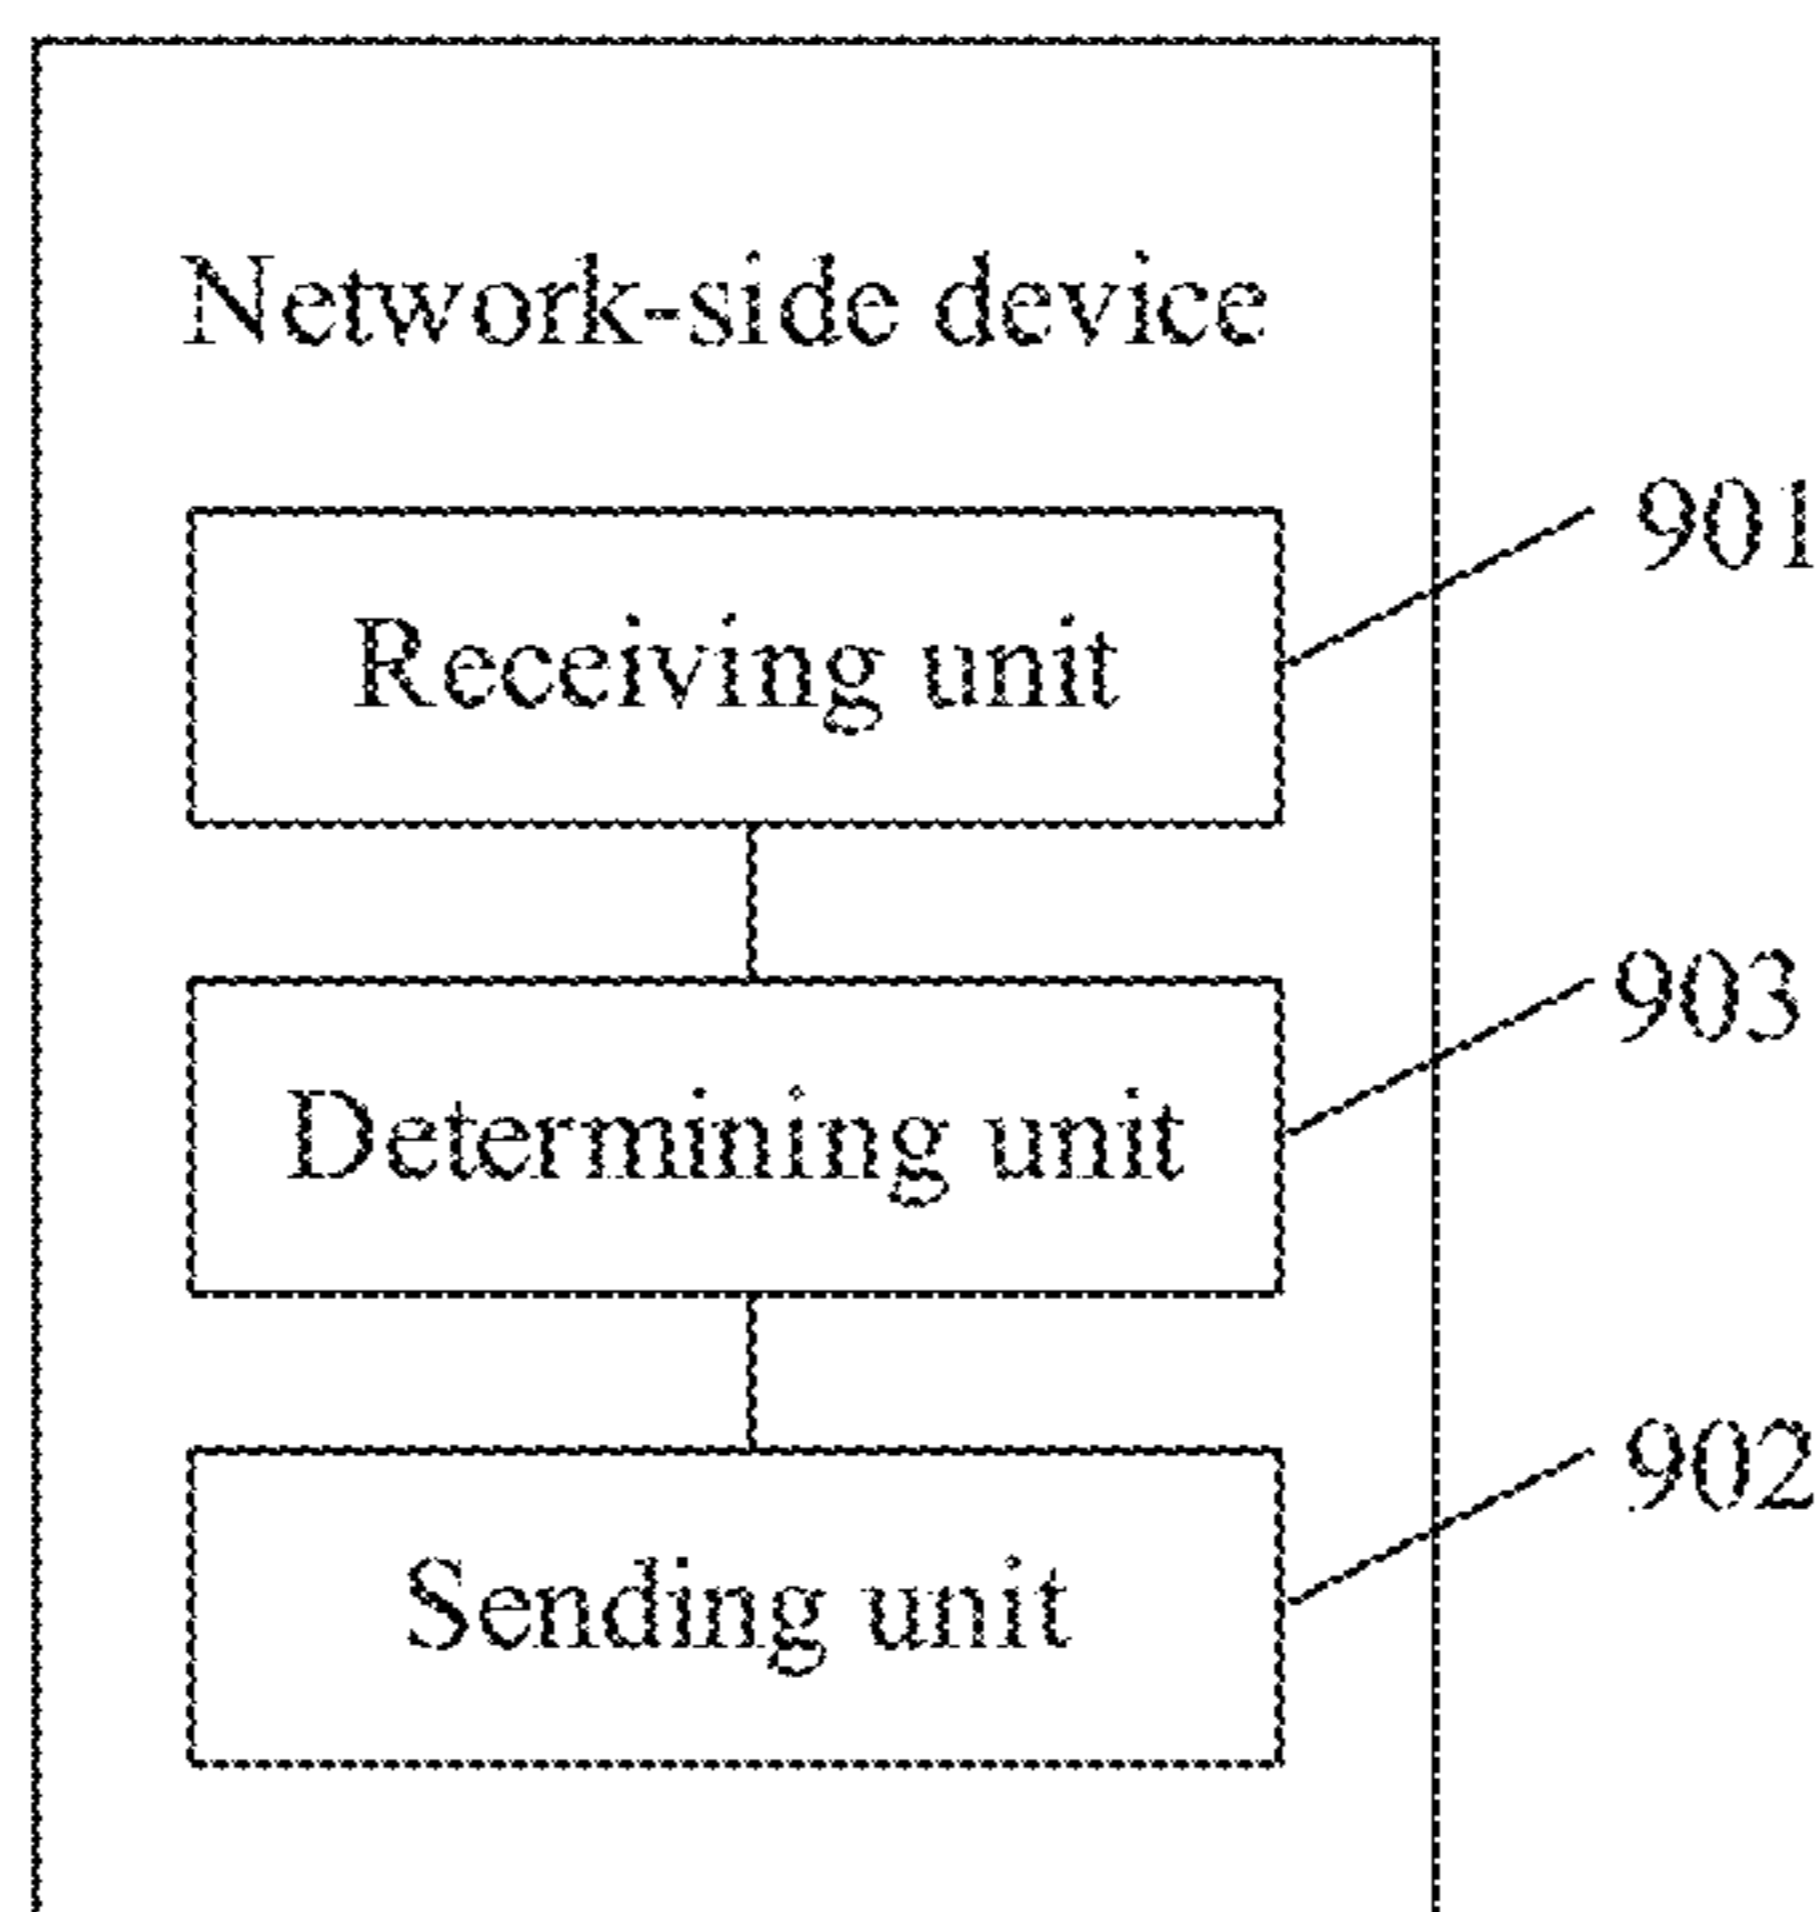 Network-side device
901
Receiving unit
903
Determining unit
902
Sending unit